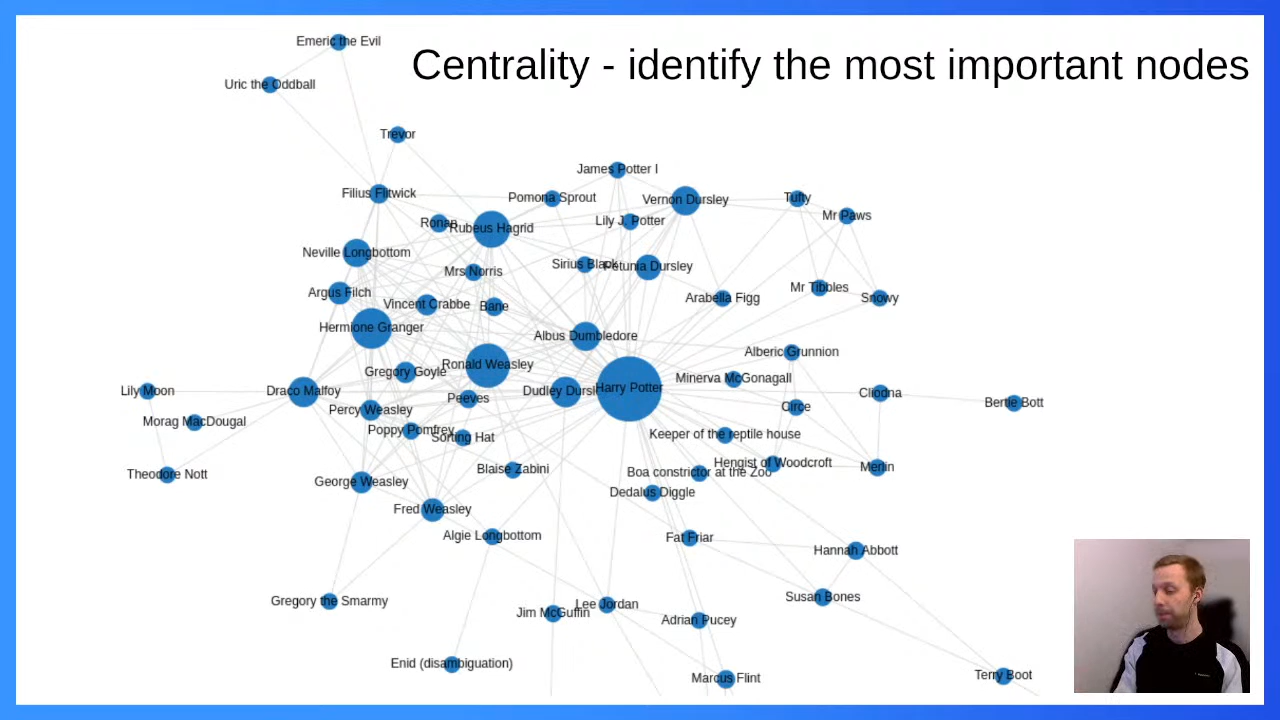 Emeric the Evil
Centrality - identify the most important nodes
Uric the Oddball
Trevor
James Potter I
Filius Flitwick
Pomona Sprout
Vernon Dursley
Tufty
Mr Paws
Ronan
Rubeus Hagrid
Lily J. Potter
Neville Longbottom
Mrs Norris
Sirius Black
Petunia Dursley
Argus Filch
Vincent Crabbe
Bane
Arabella Figg
Mr Tibbles
Snowy
Hermione Granger
Albus Dumbledore
Alberic Grunnion
Gregory Goyle
Ronald Weasley
Minerva McGonagall
Lily Moon
Draco Malfoy
Dudley Dursl
Harry Potter
Cliodna
Bertie Bott
Percy Weasley
Peeves
Circe
Morag MacDougal
Poppy Pomfrey
Sorting Hat
Keeper of the reptile house
Theodore Nott
Blaise Zabini
Hengist of Woodcroft
Boa constrictor at the Zoo
Merlin
George Weasley
Dedalus Diggle
Fred Weasley
Algie Longbottom
Fat Friar
Hannah Abbott
Gregory the Smarmy
Jim McGuffin
Lee Jordan
Susan Bones
Adrian Pucey
Enid (disambiguation)
Marcus Flint
Terry Boot